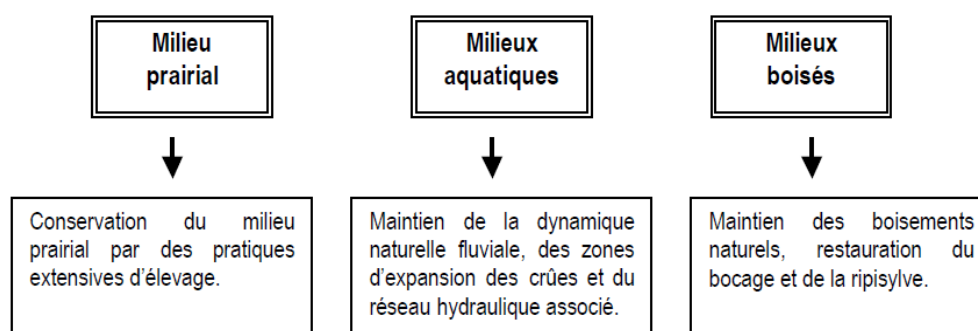 Milieu
prairial
Milieux
aquatiques
Milieux
boisés
Conservation du milieu
prairial par des pratiques
extensives d'élevage.
Maintien de la dynamique
naturelle fluviale, des zones
d'expansion des crûes et du
réseau hydraulique associé.
Maintien des boisements
naturels, restauration du
bocage et de la ripisylve.